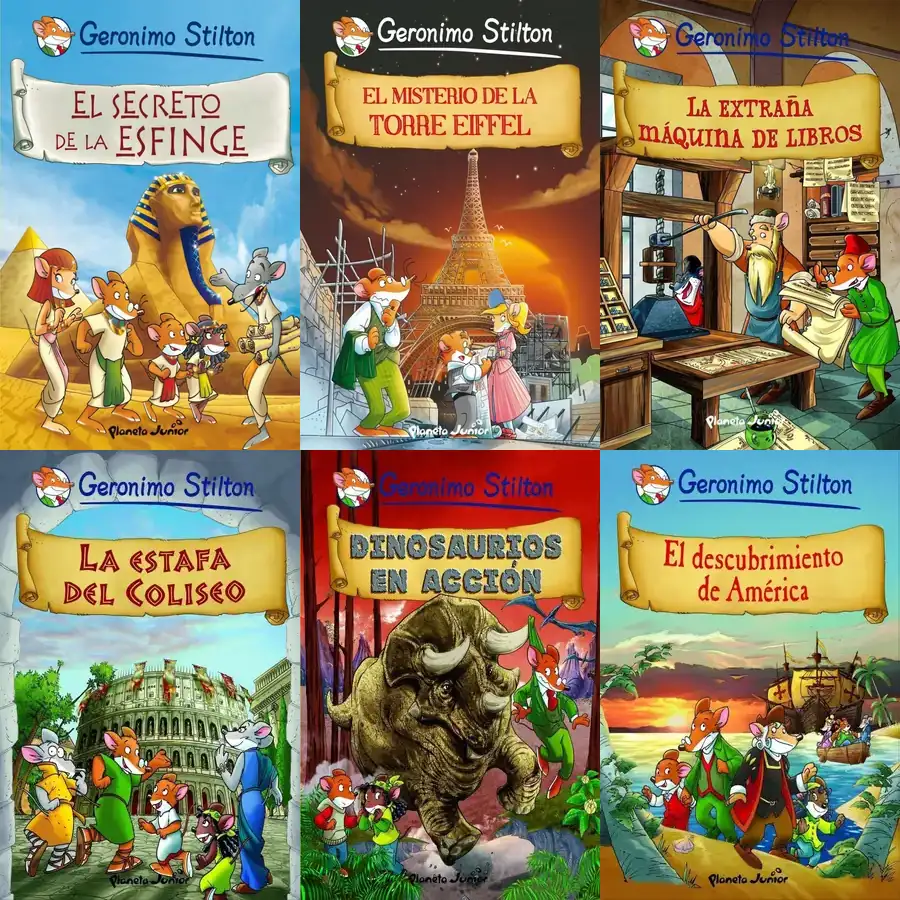 Geronimo Stilton
EL SECRETO
DE LA ESFINGE
Planeta Junior
Geronimo Stilton
EL MISTERIO DE LA
TORRE EIFFEL
Planeta Junior
Geronimo Stilton
LA EXTRAÑA
MÁQUINA DE LIBROS
Planeta Junior
Geronimo Stilton
LA ESTAFA
DEL COLISEO
Planeta Junior
Geronimo Stilton
DINOSAURIOS
EN ACCIÓN
Planeta Junior
Geronimo Stilton
El descubrimiento
de América
Planeta Junior